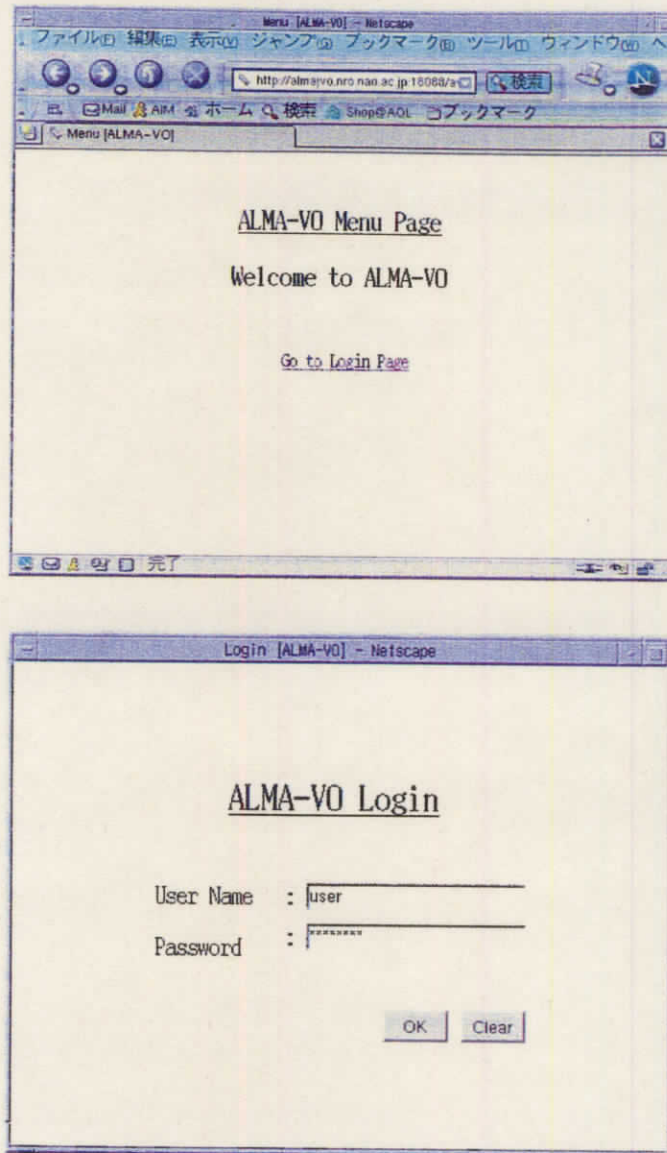 Menu [ALMA-VO] - Netscape
ファイル(F) 編集(E) 表示(V) ジャンプ(G) ブックマーク(B) ツール(T) ウィンドウ(W) ヘ
http://almajvo.nro.nao.ac.jp:18088/a 検索 N
Mail AIM ホーム 検索 Shop@AOL ブックマーク
Menu [ALMA-VO]
ALMA-VO Menu Page
Welcome to ALMA-VO
Go to Login Page
完了
Login [ALMA-VO] - Netscape
ALMA-VO Login
User Name : user
Password : ********
OK Clear